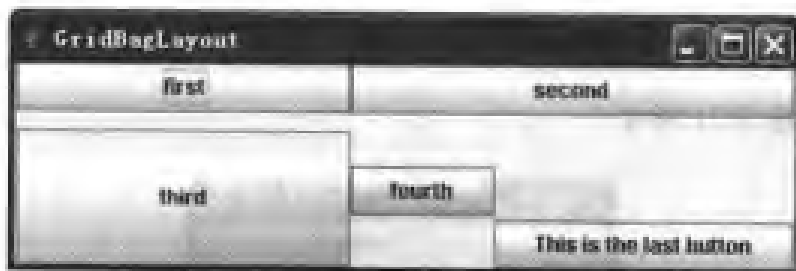 GridBagLayout
first
second
third
fourth
This is the last button